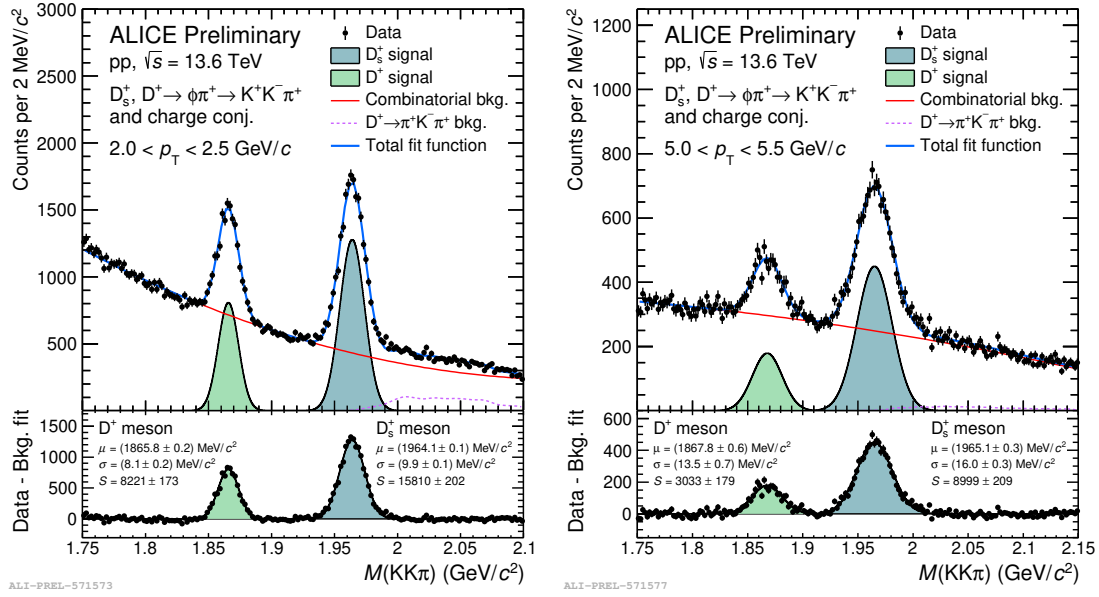 ALICE Preliminary
pp, √s = 13.6 TeV
D_s^+, D^+ → ϕπ^+ → K^+K^-π^+
and charge conj.
2.0 < p_T < 2.5 GeV/c
Data
D_s^+ signal
D^+ signal
Combinatorial bkg.
D^+→π^+K^-π^+ bkg.
Total fit function
Counts per 2 MeV/c^2
3000
2500
2000
1500
1000
500
D^+ meson
μ = (1865.8 ± 0.2) MeV/c^2
σ = (8.1 ± 0.2) MeV/c^2
S = 8221 ± 173
D_s^+ meson
μ = (1964.1 ± 0.1) MeV/c^2
σ = (9.9 ± 0.1) MeV/c^2
S = 15810 ± 202
Data - Bkg. fit
1500
1000
500
0
1.75 1.8 1.85 1.9 1.95 2 2.05 2.1
M(KKπ) (GeV/c^2)
ALI-PREL-571573
ALICE Preliminary
pp, √s = 13.6 TeV
D_s^+, D^+ → ϕπ^+ → K^+K^-π^+
and charge conj.
5.0 < p_T < 5.5 GeV/c
Data
D_s^+ signal
D^+ signal
Combinatorial bkg.
D^+→π^+K^-π^+ bkg.
Total fit function
Counts per 2 MeV/c^2
1200
1000
800
600
400
200
D^+ meson
μ = (1867.8 ± 0.6) MeV/c^2
σ = (13.5 ± 0.7) MeV/c^2
S = 3033 ± 179
D_s^+ meson
μ = (1965.1 ± 0.3) MeV/c^2
σ = (16.0 ± 0.3) MeV/c^2
S = 8999 ± 209
Data - Bkg. fit
600
400
200
0
1.75 1.8 1.85 1.9 1.95 2 2.05 2.1 2.15
M(KKπ) (GeV/c^2)
ALI-PREL-571577